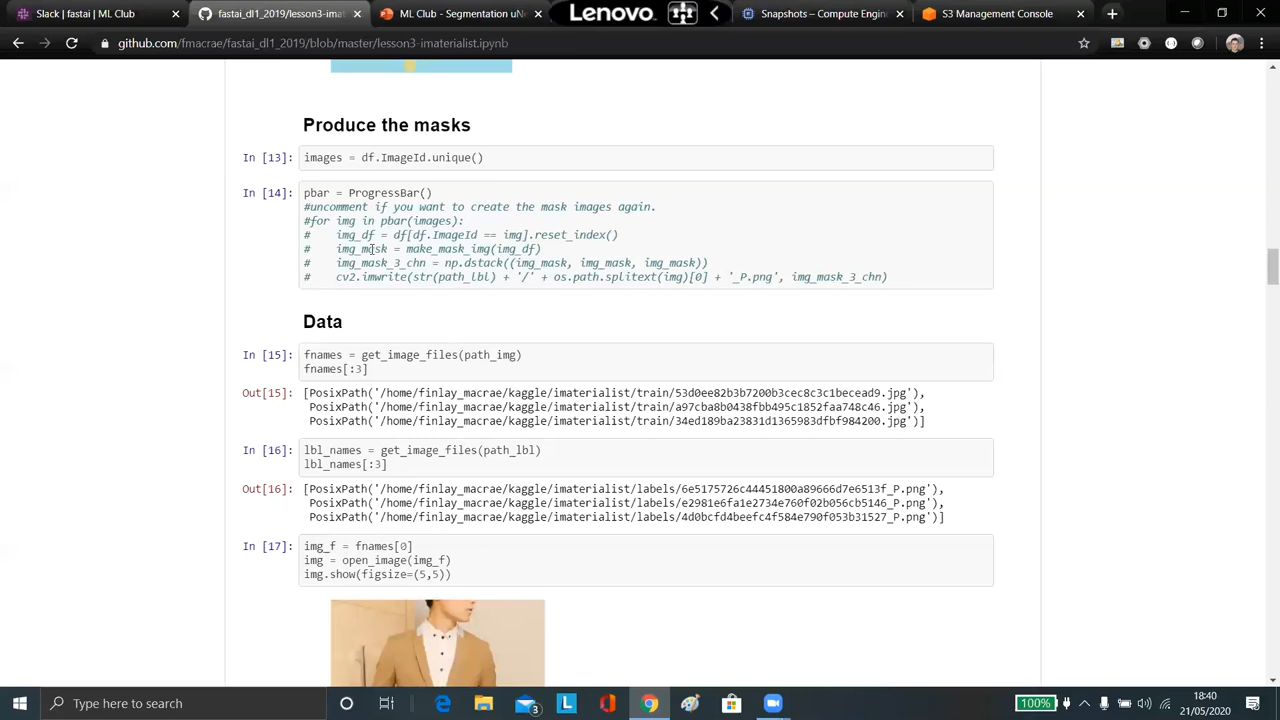 Slack | fastai ML Club
fastai_dl1_2019/lesson3-imateria
ML Club - Segmentation uNe
Lenovo
Snapshots – Compute Engine
S3 Management Console
github.com/fmacrae/fastai_dl1_2019/blob/master/lesson3-imaterialist.ipynb
Produce the masks
In [13]: images = df.ImageId.unique()
In [14]: pbar = ProgressBar()
#uncomment if you want to create the mask images again.
#for img in pbar(images):
#    img_df = df[df.ImageId == img].reset_index()
#    img_mask = make_mask_img(img_df)
#    img_mask_3_chn = np.dstack((img_mask, img_mask, img_mask))
#    cv2.imwrite(str(path_lbl) + '/' + os.path.splitext(img)[0] + '_P.png', img_mask_3_chn)
Data
In [15]: fnames = get_image_files(path_img)
fnames[:3]
Out[15]: [PosixPath('/home/finlay_macrae/kaggle/imaterialist/train/53d0ee82b3b7200b3cec8c3c1becead9.jpg'),
PosixPath('/home/finlay_macrae/kaggle/imaterialist/train/a97cba8b0438fbb495c1852faa748c46.jpg'),
PosixPath('/home/finlay_macrae/kaggle/imaterialist/train/34ed189ba23831d1365983dfbf984200.jpg')]
In [16]: lbl_names = get_image_files(path_lbl)
lbl_names[:3]
Out[16]: [PosixPath('/home/finlay_macrae/kaggle/imaterialist/labels/6e5175726c44451800a89666d7e6513f_P.png'),
PosixPath('/home/finlay_macrae/kaggle/imaterialist/labels/e2981e6fa1e2734e760f02b056cb5146_P.png'),
PosixPath('/home/finlay_macrae/kaggle/imaterialist/labels/4d0bcfd4beefc4f584e790f053b31527_P.png')]
In [17]: img_f = fnames[0]
img = open_image(img_f)
img.show(figsize=(5,5))
Type here to search
3
100%
18:40
21/05/2020